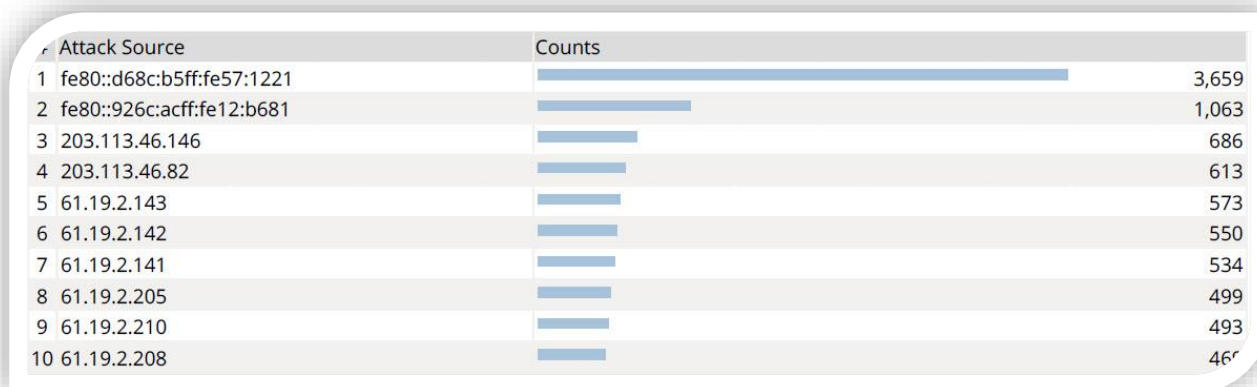 Attack Source Counts
1 fe80::d68c:b5ff:fe57:1221 3,659
2 fe80::926c:acff:fe12:b681 1,063
3 203.113.46.146 686
4 203.113.46.82 613
5 61.19.2.143 573
6 61.19.2.142 550
7 61.19.2.141 534
8 61.19.2.205 499
9 61.19.2.210 493
10 61.19.2.208